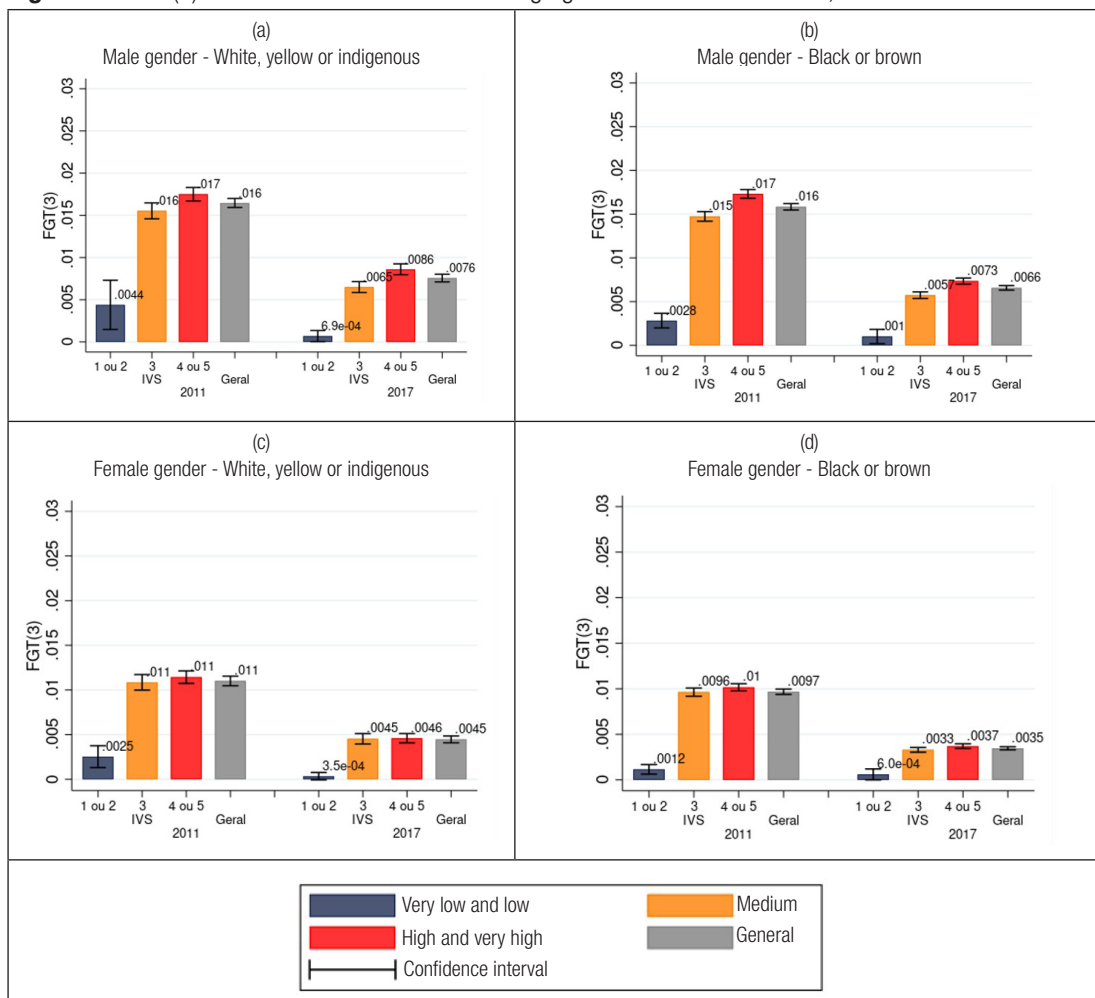 (a)
Male gender - White, yellow or indigenous
.03
.025
.02
.015
.01
.005
0
FGT(3)
.0044
.016
.017
.016
6.9e-04
.0065
.0086
.0076
1 ou 2 3 4 ou 5 1 ou 2 3 4 ou 5
IVS Geral IVS Geral
2011 2017
(b)
Male gender - Black or brown
.03
.025
.02
.015
.01
.005
0
FGT(3)
.0028
.015
.017
.016
.001
.0057
.0073
.0066
1 ou 2 3 4 ou 5 1 ou 2 3 4 ou 5
IVS Geral IVS Geral
2011 2017
(c)
Female gender - White, yellow or indigenous
.03
.025
.02
.015
.01
.005
0
FGT(3)
.0025
.011
.011
.011
3.5e-04
.0045
.0046
.0045
1 ou 2 3 4 ou 5 1 ou 2 3 4 ou 5
IVS Geral IVS Geral
2011 2017
(d)
Female gender - Black or brown
.03
.025
.02
.015
.01
.005
0
FGT(3)
.0012
.0096
.01
.0097
6.0e-04
.0033
.0037
.0035
1 ou 2 3 4 ou 5 1 ou 2 3 4 ou 5
IVS Geral IVS Geral
2011 2017
Very low and low Medium
High and very high General
Confidence interval